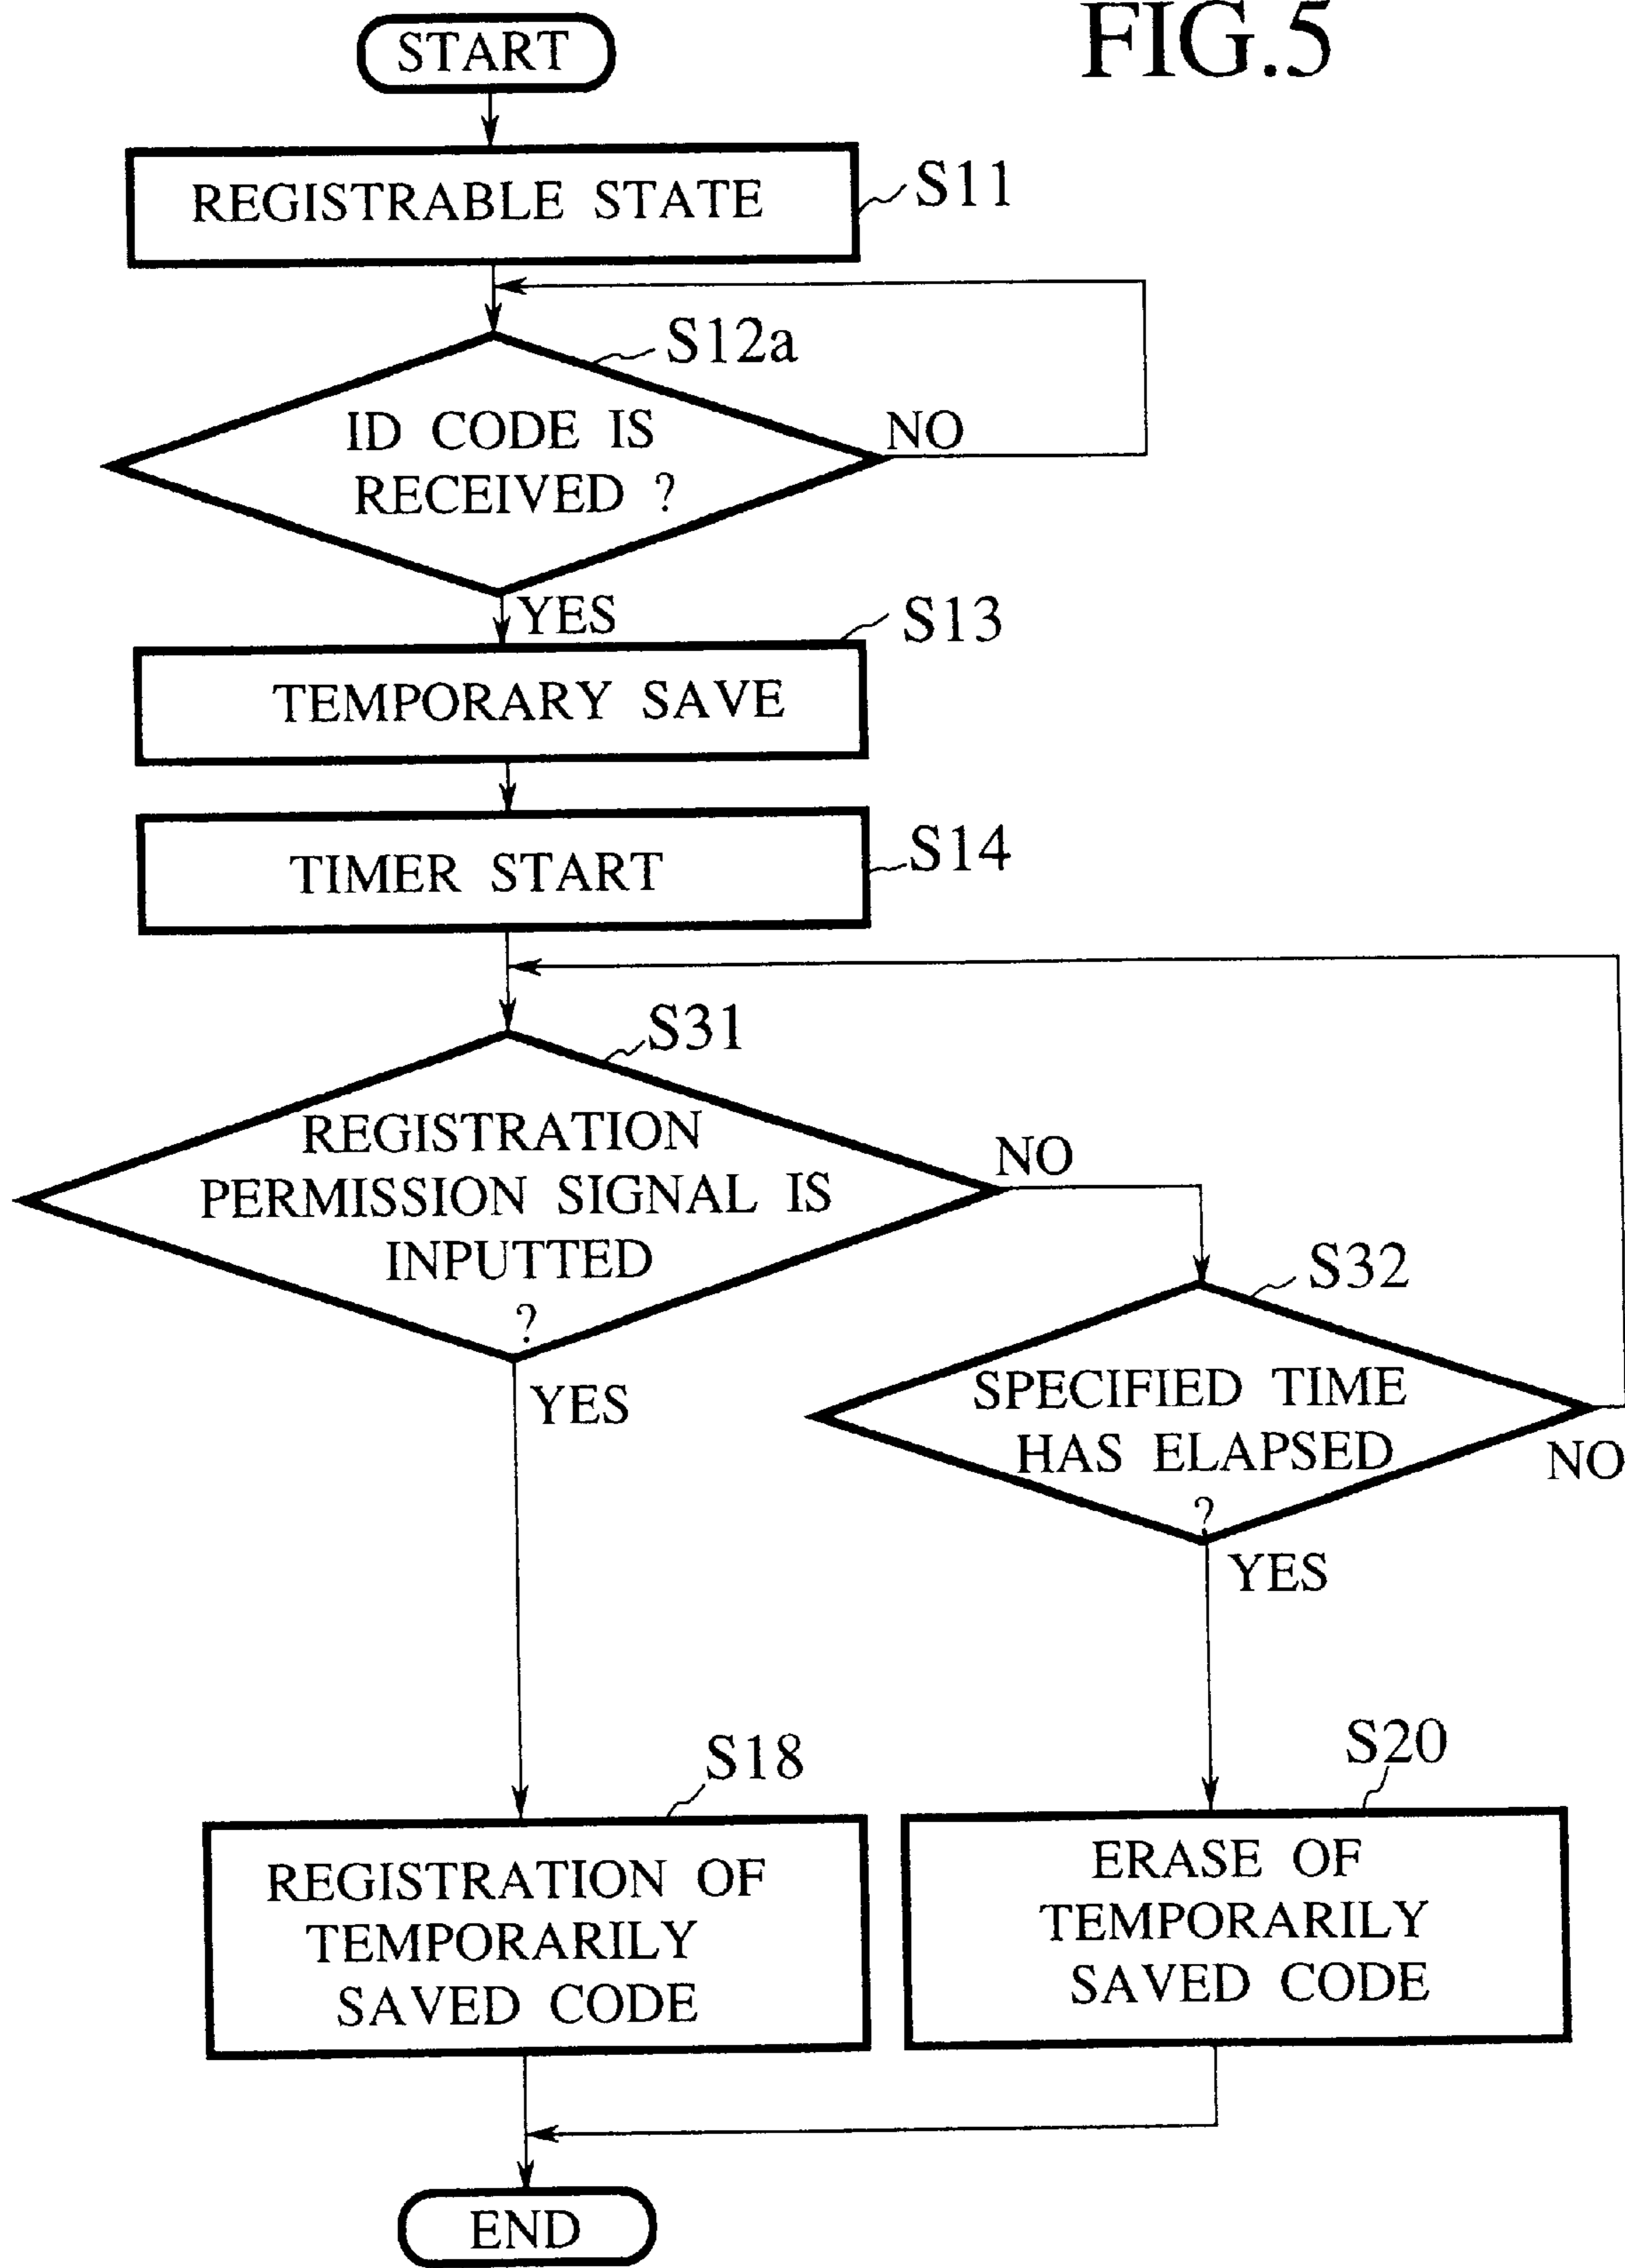 FIG.5
START
REGISTRABLE STATE
S11
S12a
ID CODE IS
RECEIVED ?
NO
YES
S13
TEMPORARY SAVE
S14
TIMER START
S31
REGISTRATION
PERMISSION SIGNAL IS
INPUTTED
?
NO
YES
S32
SPECIFIED TIME
HAS ELAPSED
?
NO
YES
S18
REGISTRATION OF
TEMPORARILY
SAVED CODE
S20
ERASE OF
TEMPORARILY
SAVED CODE
END